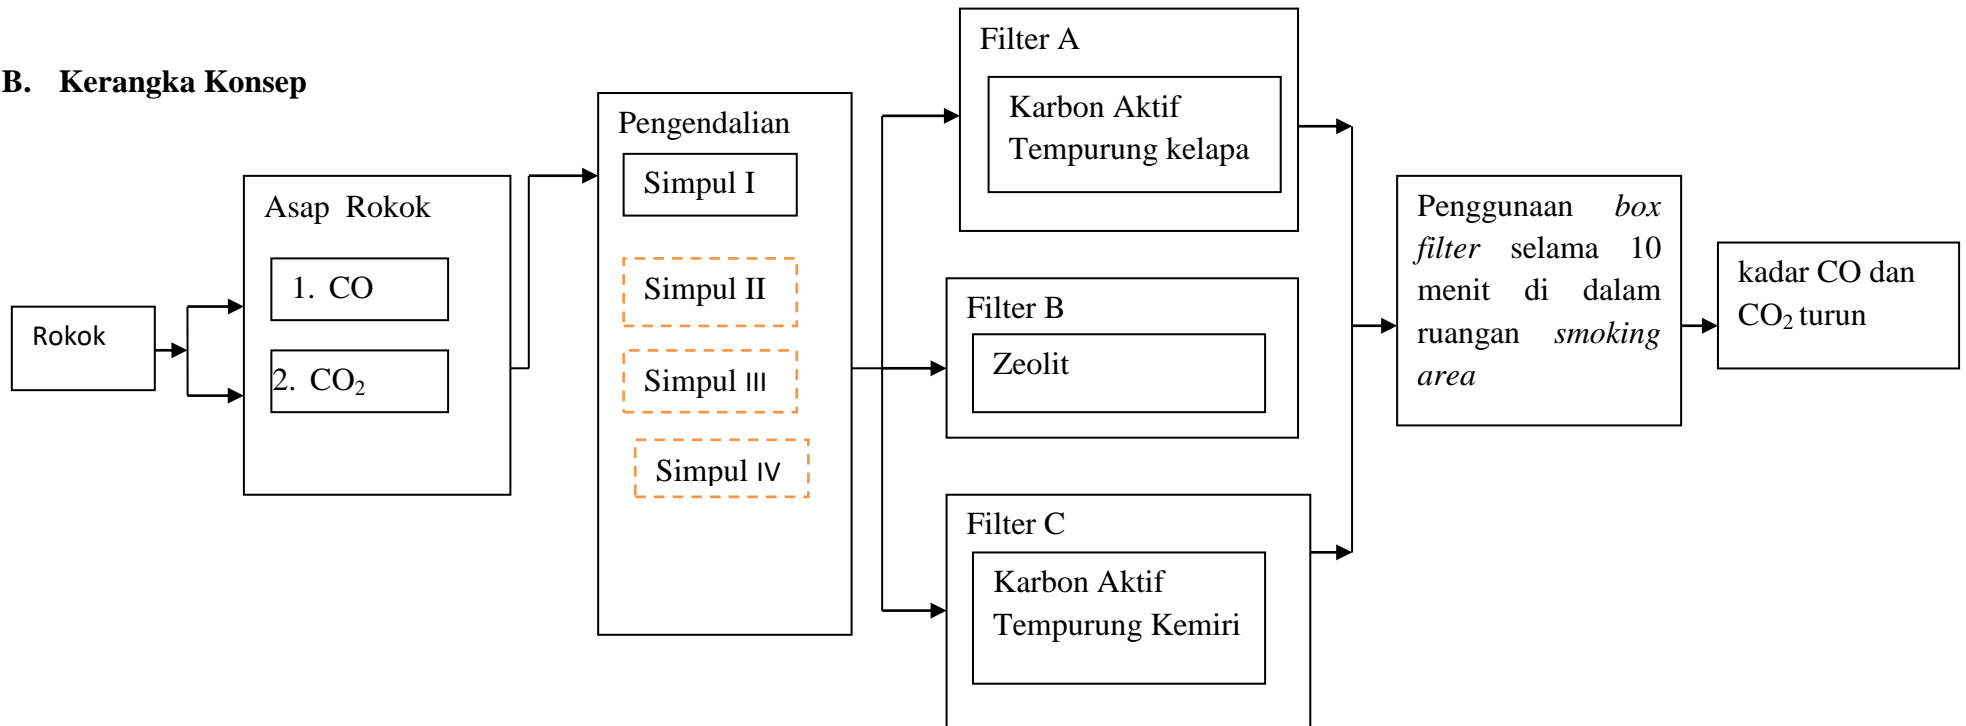 B. Kerangka Konsep
Rokok
Asap Rokok
1. CO
2. CO₂
Pengendalian
Simpul I
Simpul II
Simpul III
Simpul IV
Filter A
Karbon Aktif
Tempurung kelapa
Filter B
Zeolit
Filter C
Karbon Aktif
Tempurung Kemiri
Penggunaan box
filter selama 10
menit di dalam
ruangan smoking
area
kadar CO dan
CO₂ turun